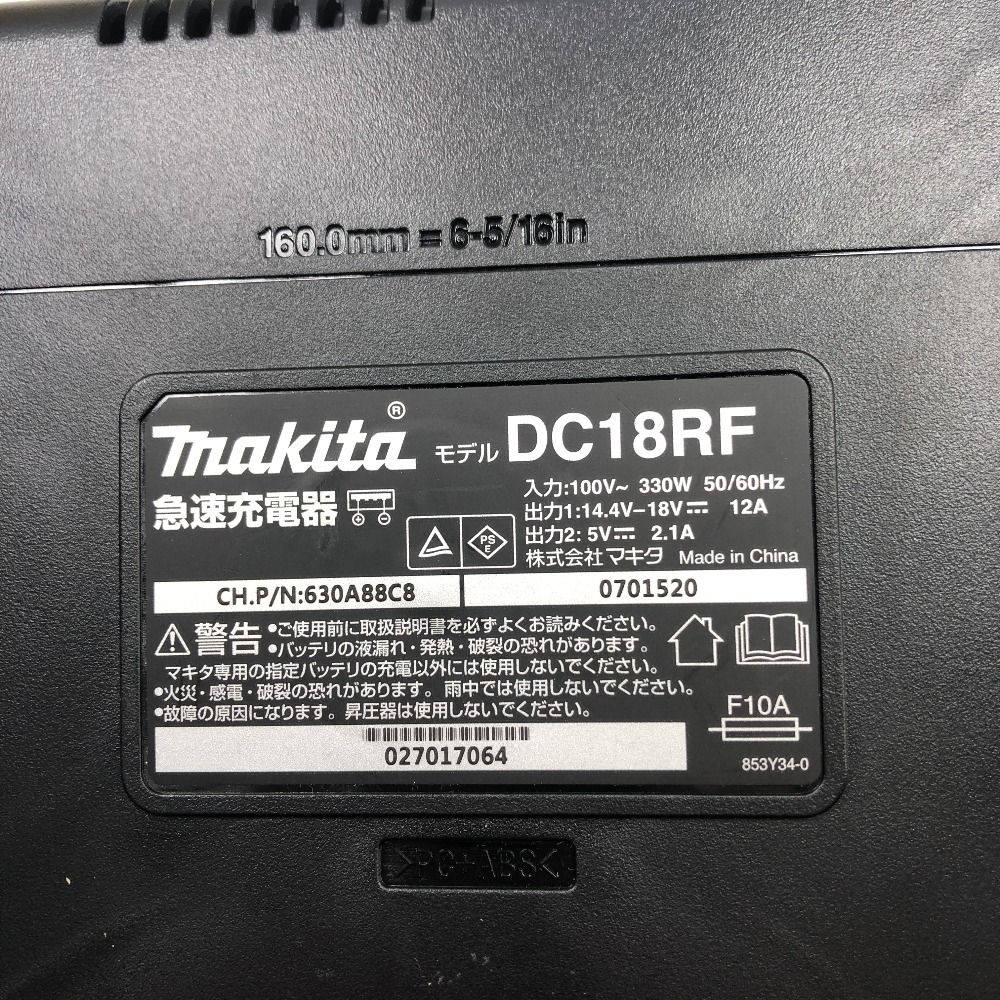 160.0mm = 6-5/16in
makita®
モデル DC18RF
急速充電器
入力:100V~ 330W 50/60Hz
出力1:14.4V-18V⎓ 12A
出力2: 5V⎓ 2.1A
PS
E
株式会社マキタ Made in China
CH.P/N:630A88C8
0701520
⚠警告 •ご使用前に取扱説明書を必ずよくお読みください。
•バッテリの液漏れ・発熱・破裂の恐れがあります。
マキタ専用の指定バッテリの充電以外には使用しないでください。
•火災・感電・破裂の恐れがあります。雨中では使用しないでください。
•故障の原因になります。昇圧器は使用しないでください。
F10A
027017064
853Y34-0
>PC+ABS<